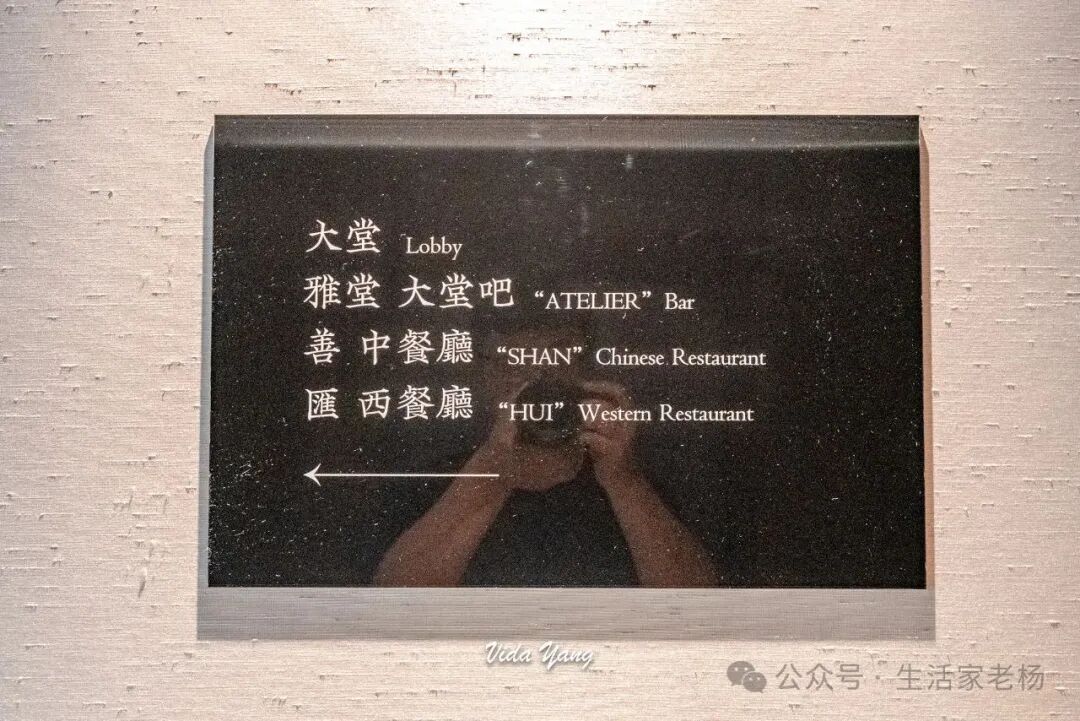 大堂 Lobby
雅堂 大堂吧 “ATELIER” Bar
善 中餐廳 “SHAN” Chinese Restaurant
匯 西餐廳 “HUI” Western Restaurant
Vida Yang
公众号 · 生活家老杨